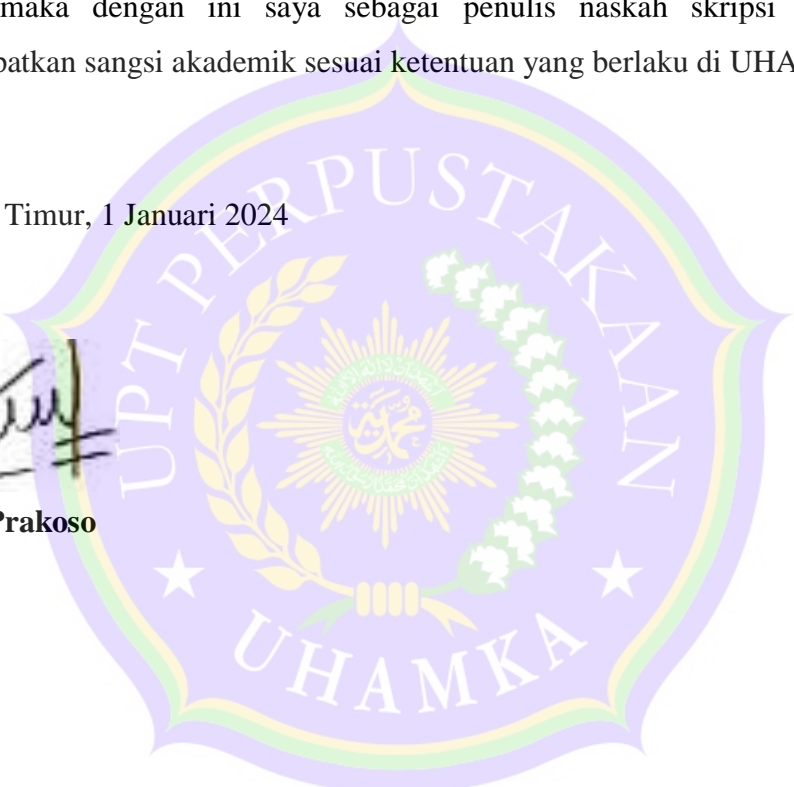 maka dengan ini saya sebagai penulis naskah skripsi
patkan sangsi akademik sesuai ketentuan yang berlaku di UHA
Timur, 1 Januari 2024
Prakoso
UPT PERPUSTAKAAN
UHAMKA